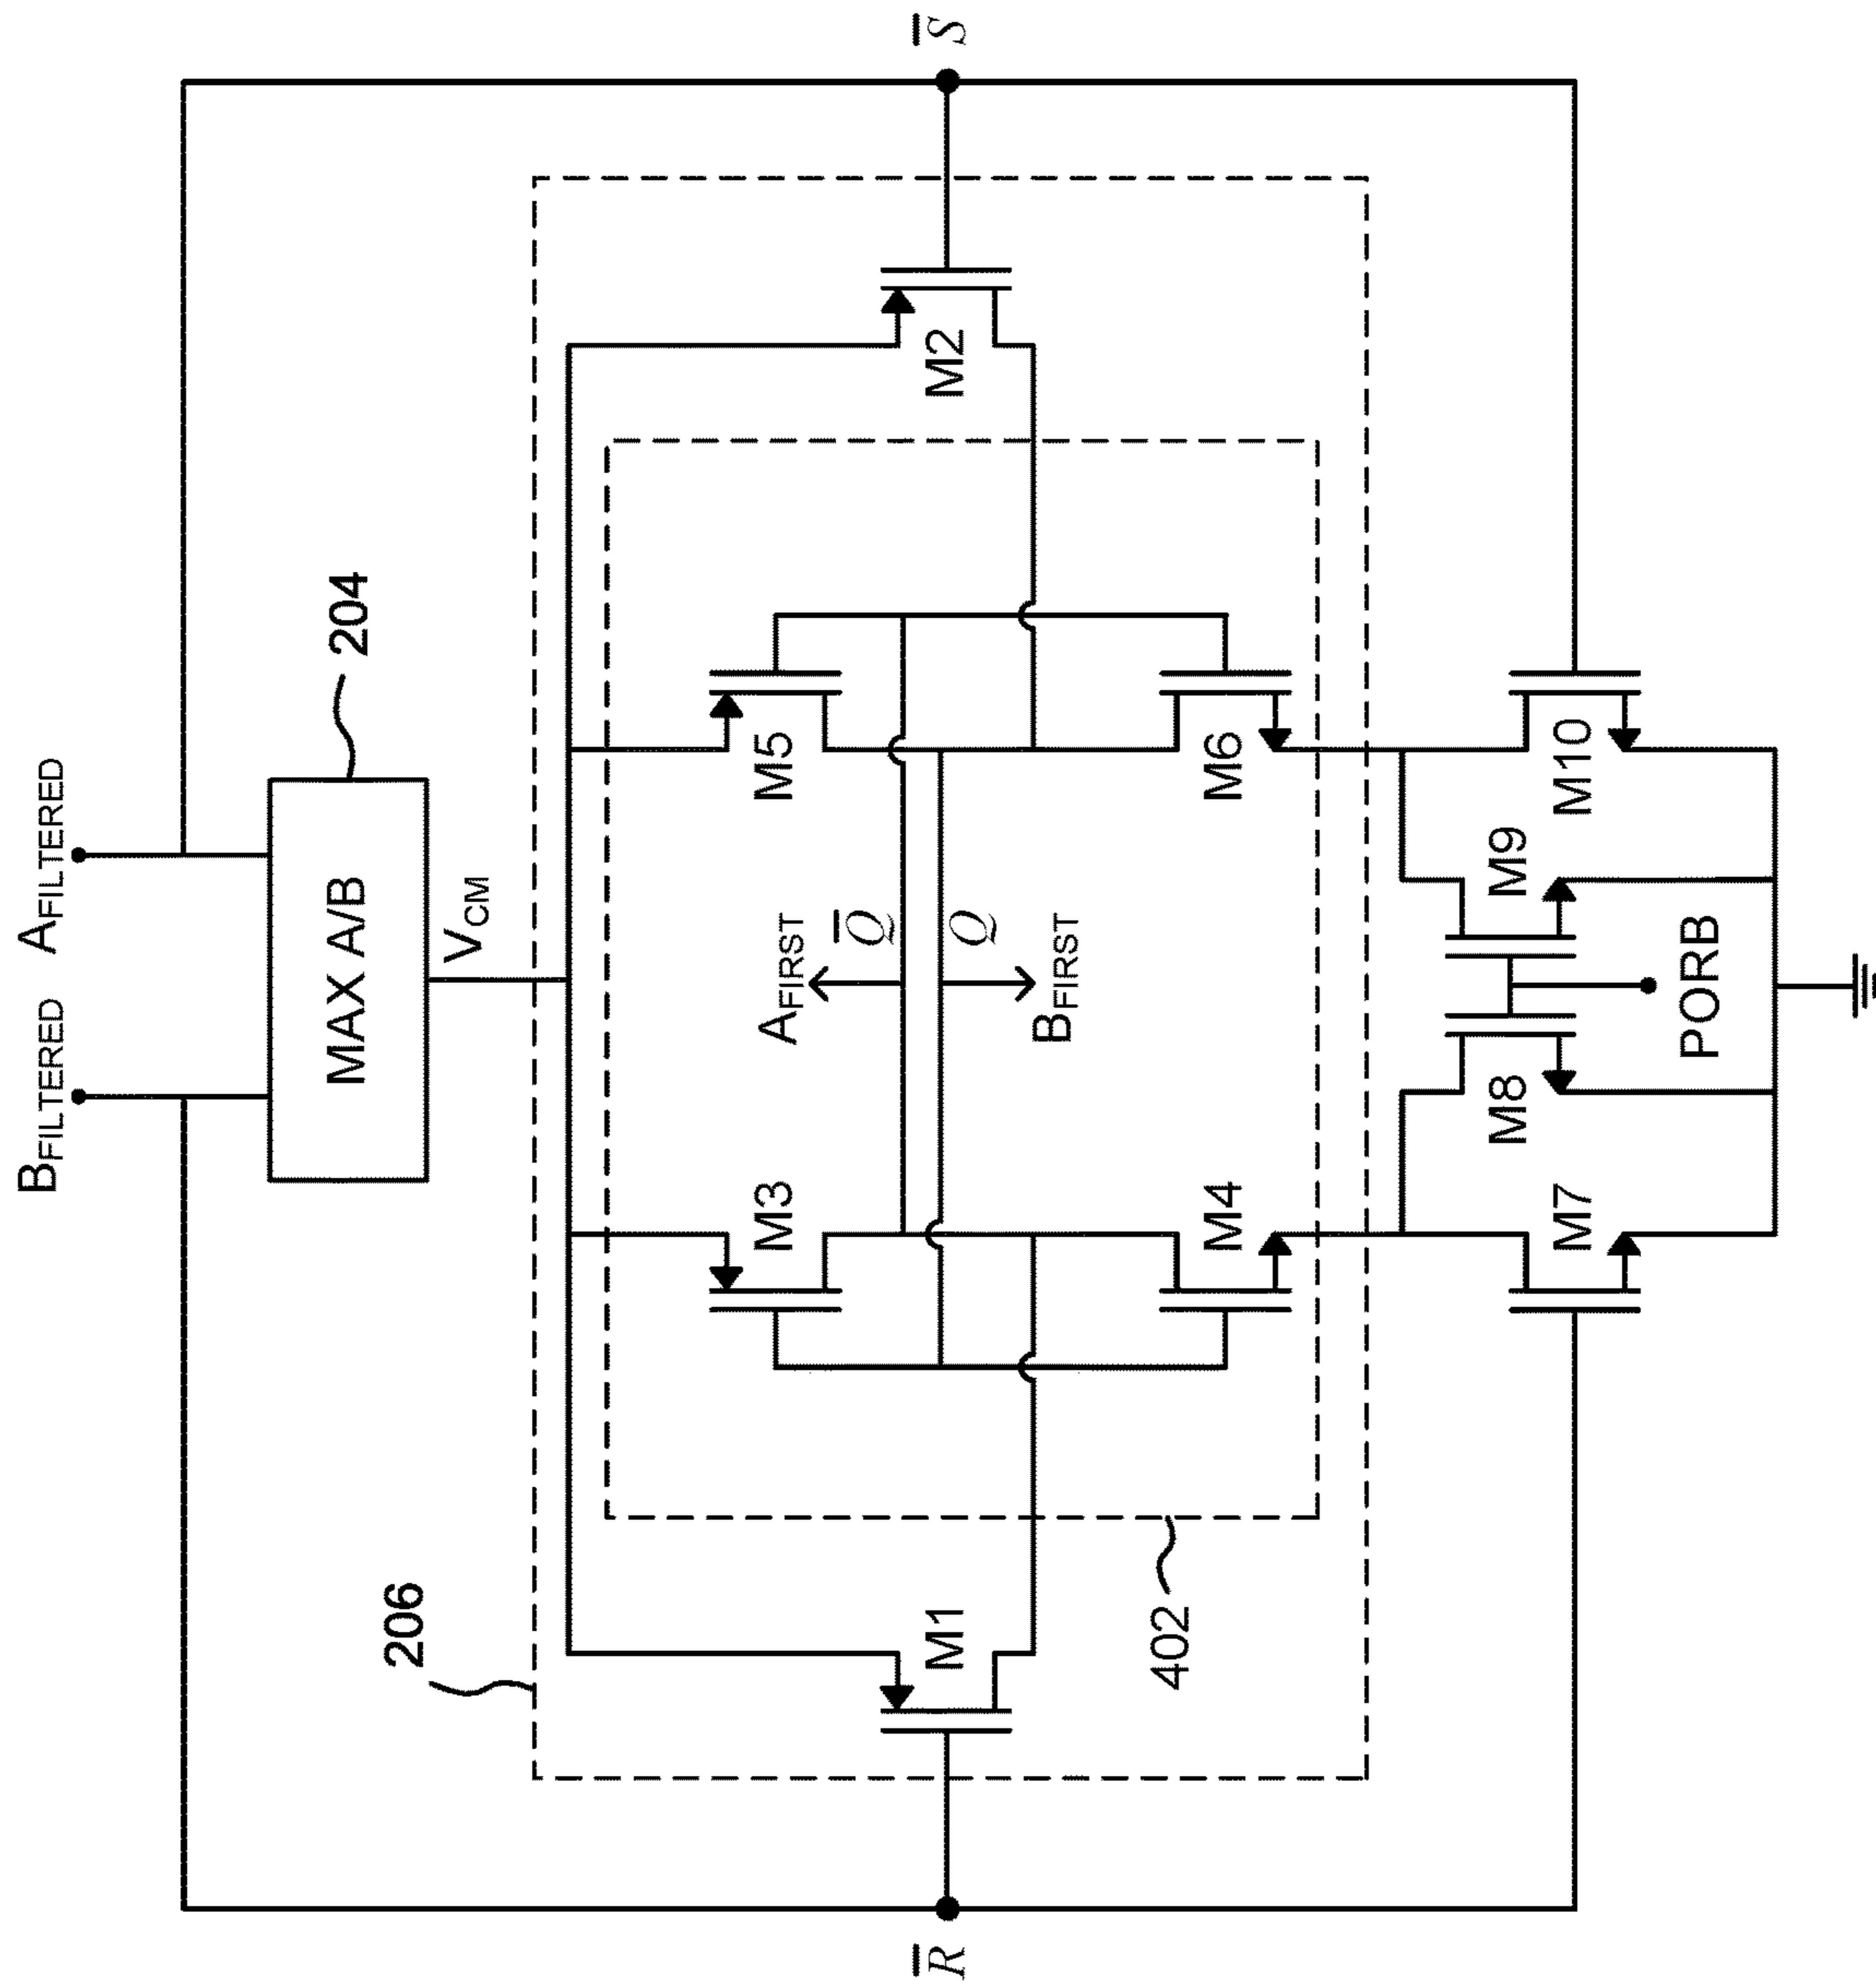 B_FILTERED A_FILTERED
204
MAX A/B
V_CM
206
M1
M3
M5
M2
A_FIRST
Q̅
Q
B_FIRST
R̅
S̅
M4
M6
402
M8
M9
M7
M10
PORB